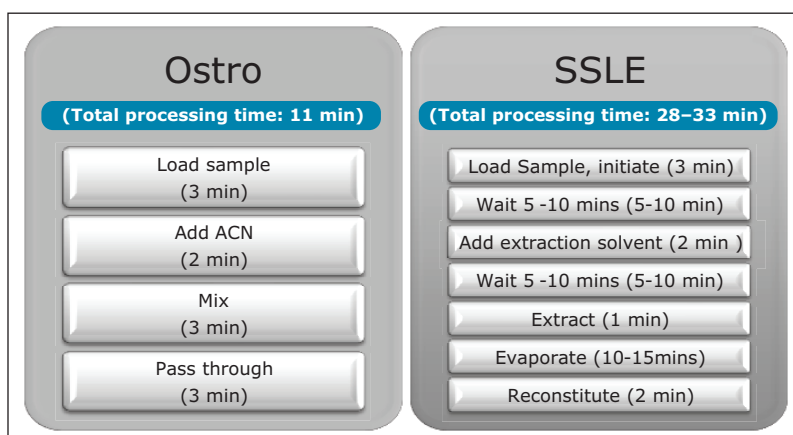 Ostro
(Total processing time: 11 min)
Load sample
(3 min)
Add ACN
(2 min)
Mix
(3 min)
Pass through
(3 min)
SSLE
(Total processing time: 28–33 min)
Load Sample, initiate (3 min)
Wait 5 -10 mins (5-10 min)
Add extraction solvent (2 min )
Wait 5 -10 mins (5-10 min)
Extract (1 min)
Evaporate (10-15mins)
Reconstitute (2 min)